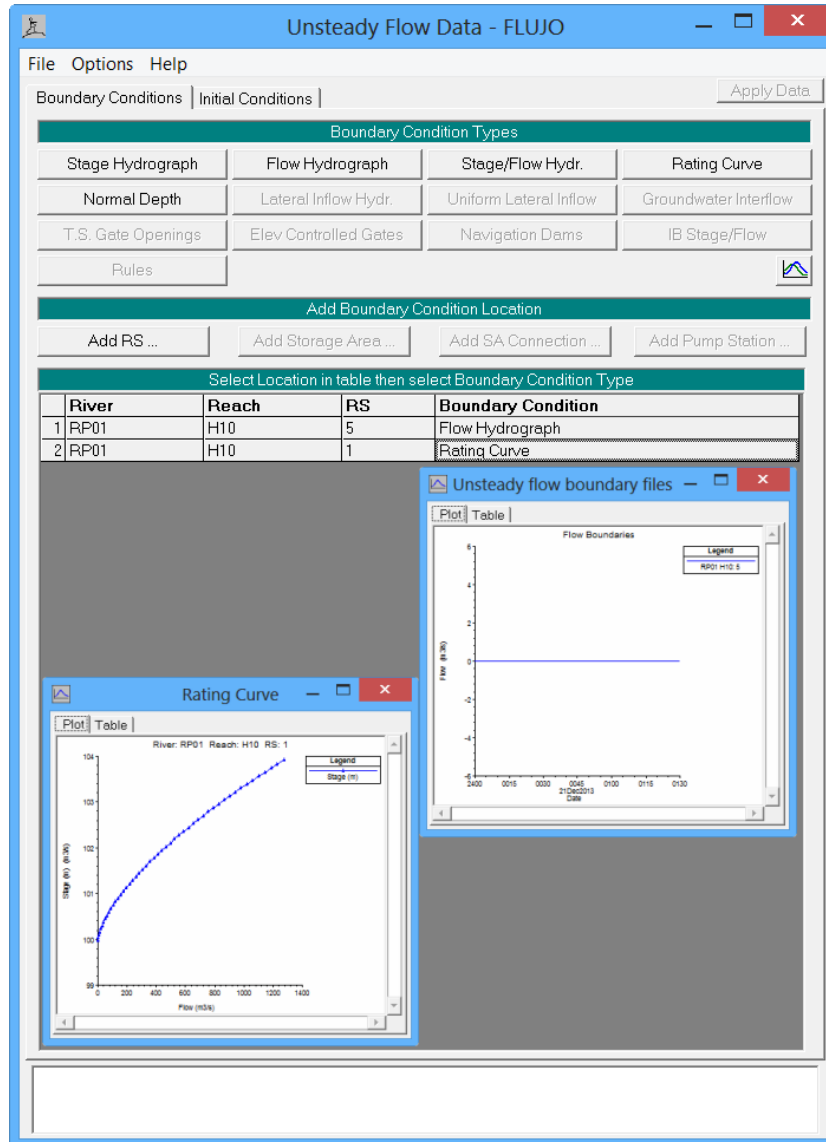 Unsteady Flow Data - FLUJO
File Options Help
Boundary Conditions Initial Conditions Apply Data
Boundary Condition Types
Stage Hydrograph Flow Hydrograph Stage/Flow Hydr. Rating Curve
Normal Depth Lateral Inflow Hydr. Uniform Lateral Inflow Groundwater Interflow
T.S. Gate Openings Elev Controlled Gates Navigation Dams IB Stage/Flow
Rules
Add Boundary Condition Location
Add RS ... Add Storage Area ... Add SA Connection ... Add Pump Station ...
Select Location in table then select Boundary Condition Type
River Reach RS Boundary Condition
1 RP01 H10 5 Flow Hydrograph
2 RP01 H10 1 Rating Curve
Unsteady flow boundary files
Plot Table
Flow Boundaries
Legend
RP01 H10: 5
6
4
2
0
-2
-4
-6
Flow (m3/s)
2400 0015 0030 0045 0100 0115 0130
21Dec2013
Date
Rating Curve
Plot Table
River: RP01 Reach: H10 RS: 1
Legend
Stage (m)
104
103
102
101
100
99
Stage (m) (m3/s)
0 200 400 600 800 1000 1200 1400
Flow (m3/s)